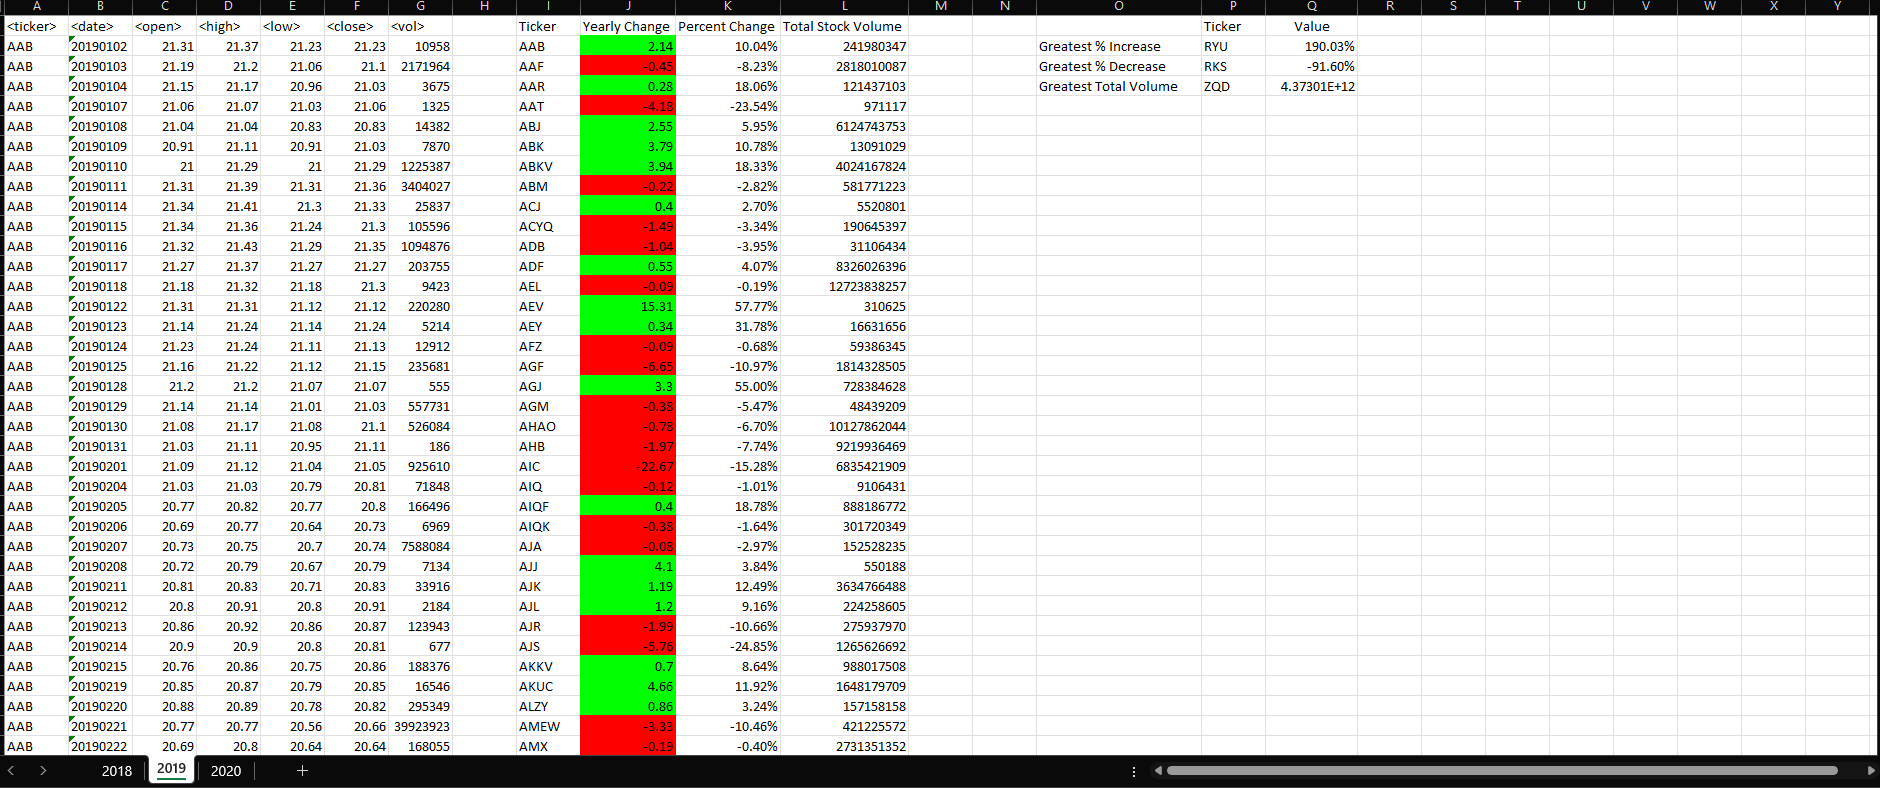 A B C D E F G H I J K L M N O P Q R S T U V W X Y
<ticker> <date> <open> <high> <low> <close> <vol> Ticker Yearly Change Percent Change Total Stock Volume Ticker Value
AAB 20190102 21.31 21.37 21.23 21.23 10958 AAB 2.14 10.04% 241980347 Greatest % Increase RYU 190.03%
AAB 20190103 21.19 21.2 21.06 21.1 2171964 AAF -0.45 -8.23% 2818010087 Greatest % Decrease RKS -91.60%
AAB 20190104 21.15 21.17 20.96 21.03 3675 AAR 0.28 18.06% 121437103 Greatest Total Volume ZQD 4.37301E+12
AAB 20190107 21.06 21.07 21.03 21.06 1325 AAT -4.18 -23.54% 971117
AAB 20190108 21.04 21.04 20.83 20.83 14382 ABJ 2.55 5.95% 6124743753
AAB 20190109 20.91 21.11 20.91 21.03 7870 ABK 3.79 10.78% 13091029
AAB 20190110 21 21.29 21 21.29 1225387 ABKV 3.94 18.33% 4024167824
AAB 20190111 21.31 21.39 21.31 21.36 3404027 ABM -0.22 -2.82% 581771223
AAB 20190114 21.34 21.41 21.3 21.33 25837 ACJ 0.4 2.70% 5520801
AAB 20190115 21.34 21.36 21.24 21.3 105596 ACYQ -1.49 -3.34% 190645397
AAB 20190116 21.32 21.43 21.29 21.35 1094876 ADB -1.04 -3.95% 31106434
AAB 20190117 21.27 21.37 21.27 21.27 203755 ADF 0.55 4.07% 8326026396
AAB 20190118 21.18 21.32 21.18 21.3 9423 AEL -0.09 -0.19% 12723838257
AAB 20190122 21.31 21.31 21.12 21.12 220280 AEV 15.31 57.77% 310625
AAB 20190123 21.14 21.24 21.14 21.24 5214 AEY 0.34 31.78% 16631656
AAB 20190124 21.23 21.24 21.11 21.13 12912 AFZ -0.09 -0.68% 59386345
AAB 20190125 21.16 21.22 21.12 21.15 235681 AGF -6.65 -10.97% 1814328505
AAB 20190128 21.2 21.2 21.07 21.07 555 AGJ 3.3 55.00% 728384628
AAB 20190129 21.14 21.14 21.01 21.03 557731 AGM -0.38 -5.47% 48439209
AAB 20190130 21.08 21.17 21.08 21.1 526084 AHAO -0.78 -6.70% 10127862044
AAB 20190131 21.03 21.11 20.95 21.11 186 AHB -1.97 -7.74% 9219936469
AAB 20190201 21.09 21.12 21.04 21.05 925610 AIC -22.67 -15.28% 6835421909
AAB 20190204 21.03 21.03 20.79 20.81 71848 AIQ -0.12 -1.01% 9106431
AAB 20190205 20.77 20.82 20.77 20.8 166496 AIQF 0.4 18.78% 888186772
AAB 20190206 20.69 20.77 20.64 20.73 6969 AIQK -0.38 -1.64% 301720349
AAB 20190207 20.73 20.75 20.7 20.74 7588084 AJA -0.08 -2.97% 152528235
AAB 20190208 20.72 20.79 20.67 20.79 7134 AJJ 4.1 3.84% 550188
AAB 20190211 20.81 20.83 20.71 20.83 33916 AJK 1.19 12.49% 3634766488
AAB 20190212 20.8 20.91 20.8 20.91 2184 AJL 1.2 9.16% 224258605
AAB 20190213 20.86 20.92 20.86 20.87 123943 AJR -1.99 -10.66% 275937970
AAB 20190214 20.9 20.9 20.8 20.81 677 AJS -5.76 -24.85% 1265626692
AAB 20190215 20.76 20.86 20.75 20.86 188376 AKKV 0.7 8.64% 988017508
AAB 20190219 20.85 20.87 20.79 20.85 16546 AKUC 4.66 11.92% 1648179709
AAB 20190220 20.88 20.89 20.78 20.82 295349 ALZY 0.86 3.24% 157158158
AAB 20190221 20.77 20.77 20.56 20.66 39923923 AMEW -3.33 -10.46% 421225572
AAB 20190222 20.69 20.8 20.64 20.64 168055 AMX -0.19 -0.40% 2731351352
2018 2019 2020 +